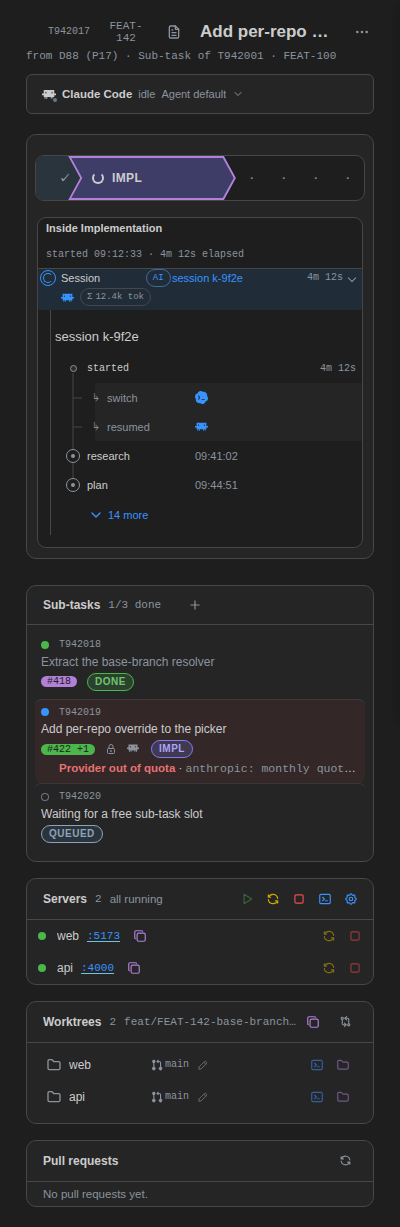 T942017 FEAT-142 Add per-repo …
from D88 (P17) · Sub-task of T942001 · FEAT-100
Claude Code idle Agent default
IMPL
Inside Implementation
started 09:12:33 · 4m 12s elapsed
Session AI session k-9f2e 4m 12s
Σ 12.4k tok
session k-9f2e
started 4m 12s
↳ switch
↳ resumed
research 09:41:02
plan 09:44:51
14 more
Sub-tasks 1/3 done
T942018
Extract the base-branch resolver
#418 DONE
T942019
Add per-repo override to the picker
#422 +1 IMPL
Provider out of quota · anthropic: monthly quot…
T942020
Waiting for a free sub-task slot
QUEUED
Servers 2 all running
web :5173
api :4000
Worktrees 2 feat/FEAT-142-base-branch…
web main
api main
Pull requests
No pull requests yet.